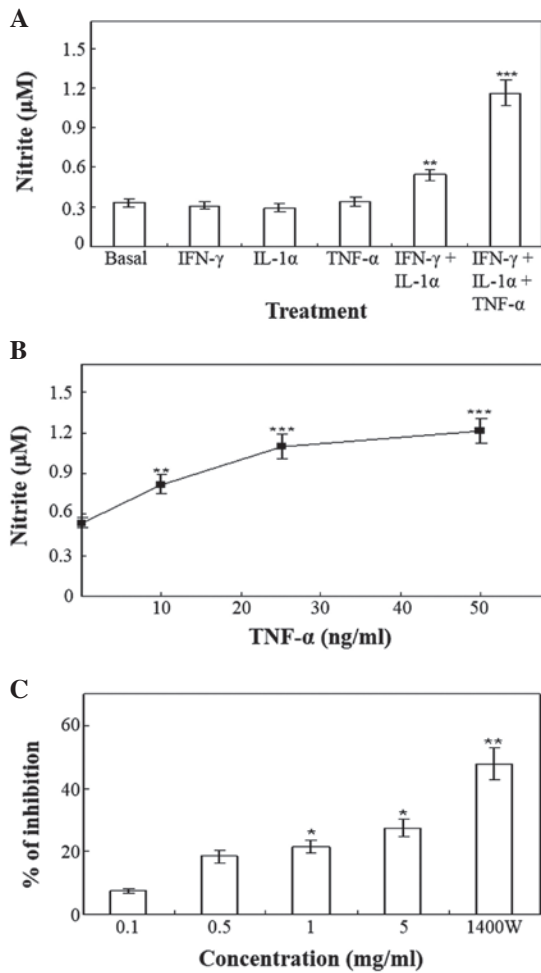 A
1.5
1.2
0.9
0.6
0.3
0
Nitrite (μM)
**
***
Basal
IFN-γ
IL-1α
TNF-α
IFN-γ +
IL-1α
IFN-γ +
IL-1α +
TNF-α
Treatment
B
1.5
1.2
0.9
0.6
0.3
0
Nitrite (μM)
**
***
***
10
20
30
40
50
TNF-α (ng/ml)
C
60
40
20
0
% of inhibition
*
*
**
0.1
0.5
1
5
1400W
Concentration (mg/ml)